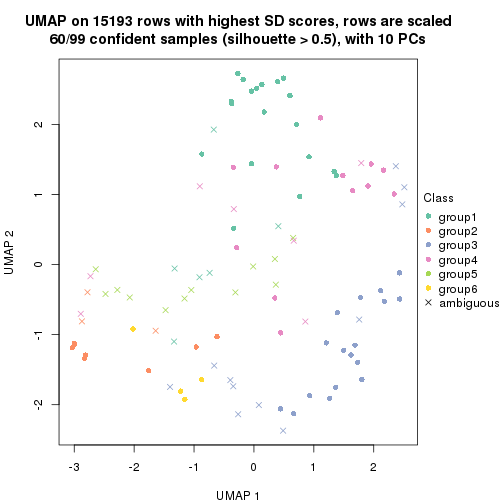 UMAP on 15193 rows with highest SD scores, rows are scaled
60/99 confident samples (silhouette > 0.5), with 10 PCs
2
1
0
-1
-2
UMAP 2
-3
-2
-1
0
1
2
UMAP 1
Class
group1
group2
group3
group4
group5
group6
ambiguous